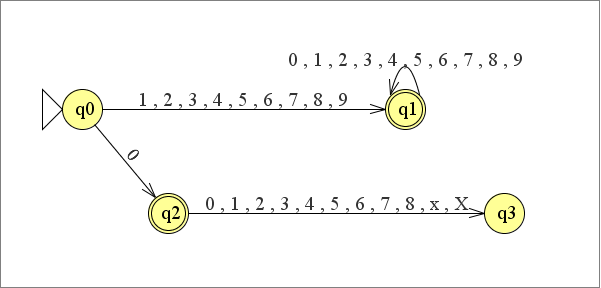 0 , 1 , 2 , 3 , 4 , 5 , 6 , 7 , 8 , 9
q0
1 , 2 , 3 , 4 , 5 , 6 , 7 , 8 , 9
q1
0
q2
0 , 1 , 2 , 3 , 4 , 5 , 6 , 7 , 8 , x , X
q3